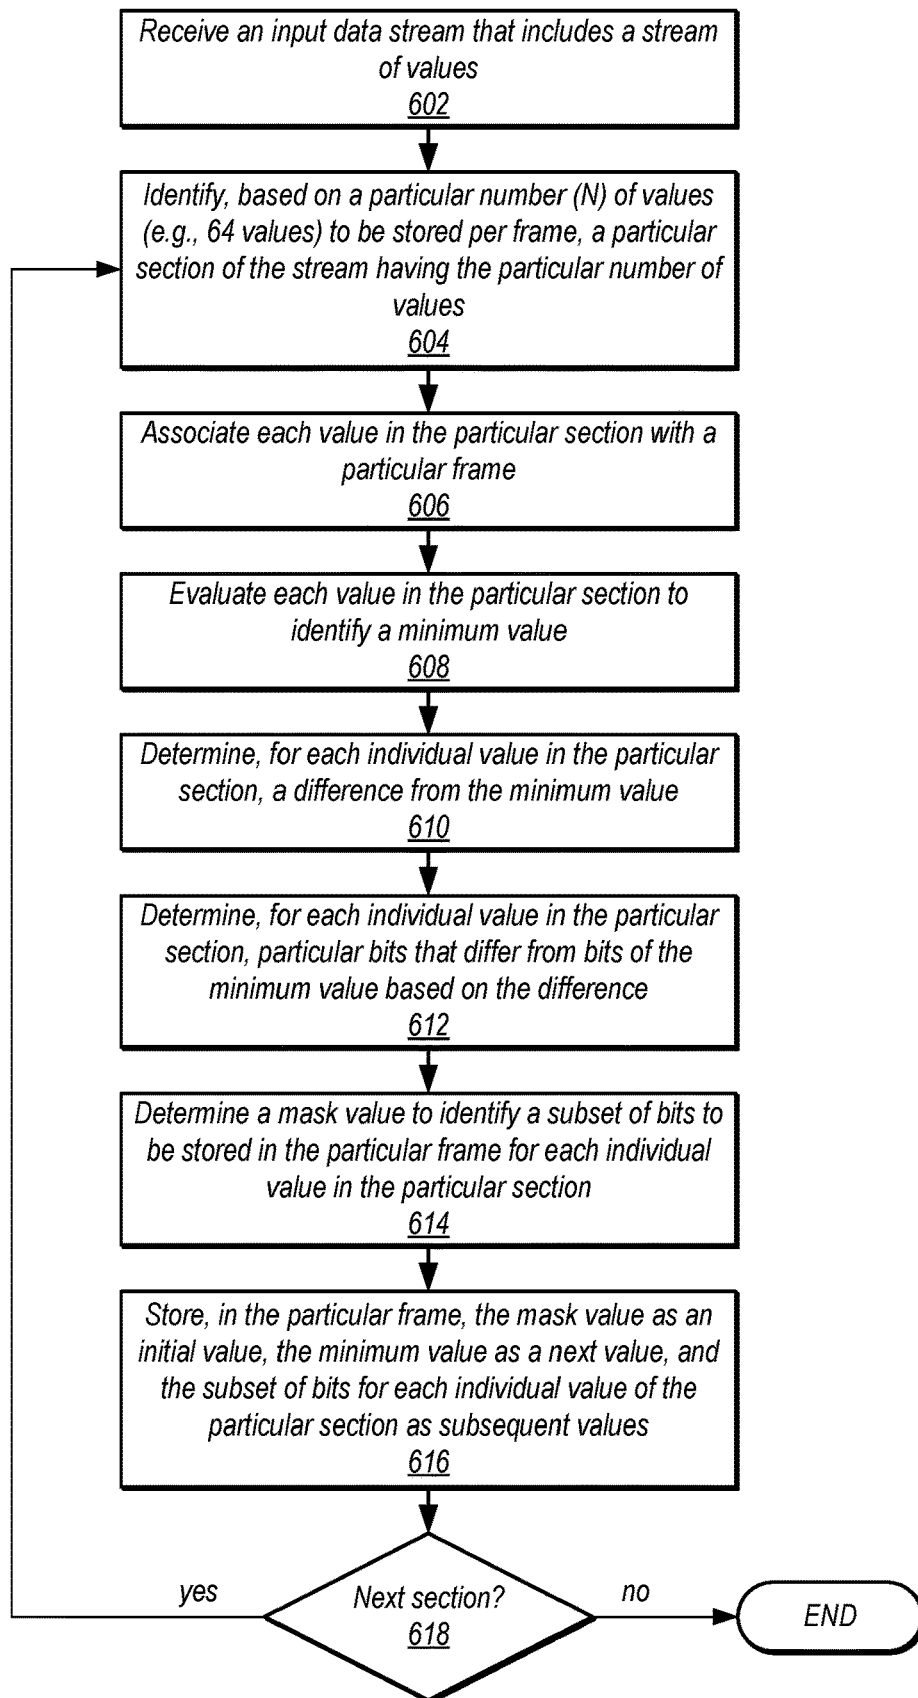 Receive an input data stream that includes a stream
of values
602
Identify, based on a particular number (N) of values
(e.g., 64 values) to be stored per frame, a particular
section of the stream having the particular number of
values
604
Associate each value in the particular section with a
particular frame
606
Evaluate each value in the particular section to
identify a minimum value
608
Determine, for each individual value in the particular
section, a difference from the minimum value
610
Determine, for each individual value in the particular
section, particular bits that differ from bits of the
minimum value based on the difference
612
Determine a mask value to identify a subset of bits to
be stored in the particular frame for each individual
value in the particular section
614
Store, in the particular frame, the mask value as an
initial value, the minimum value as a next value, and
the subset of bits for each individual value of the
particular section as subsequent values
616
yes
Next section?
618
no
END